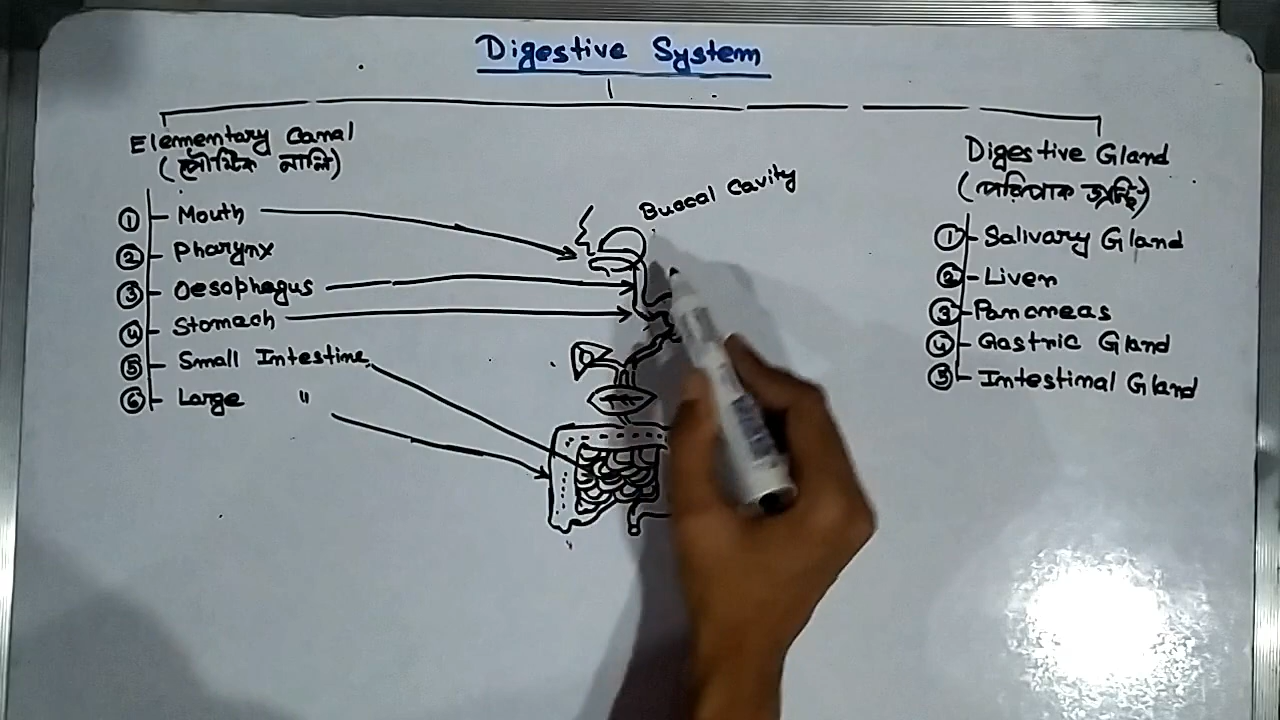 Digestive System
Elementary Canal
(পৌষ্টিক নালি)
① Mouth
② Pharynx
③ Oesophagus
④ Stomach
⑤ Small Intestine
⑥ Large "
Buccal Cavity
Digestive Gland
(পরিপাক গ্রন্থি)
① Salivary Gland
② Liver
③ Pancreas
④ Gastric Gland
⑤ Intestinal Gland